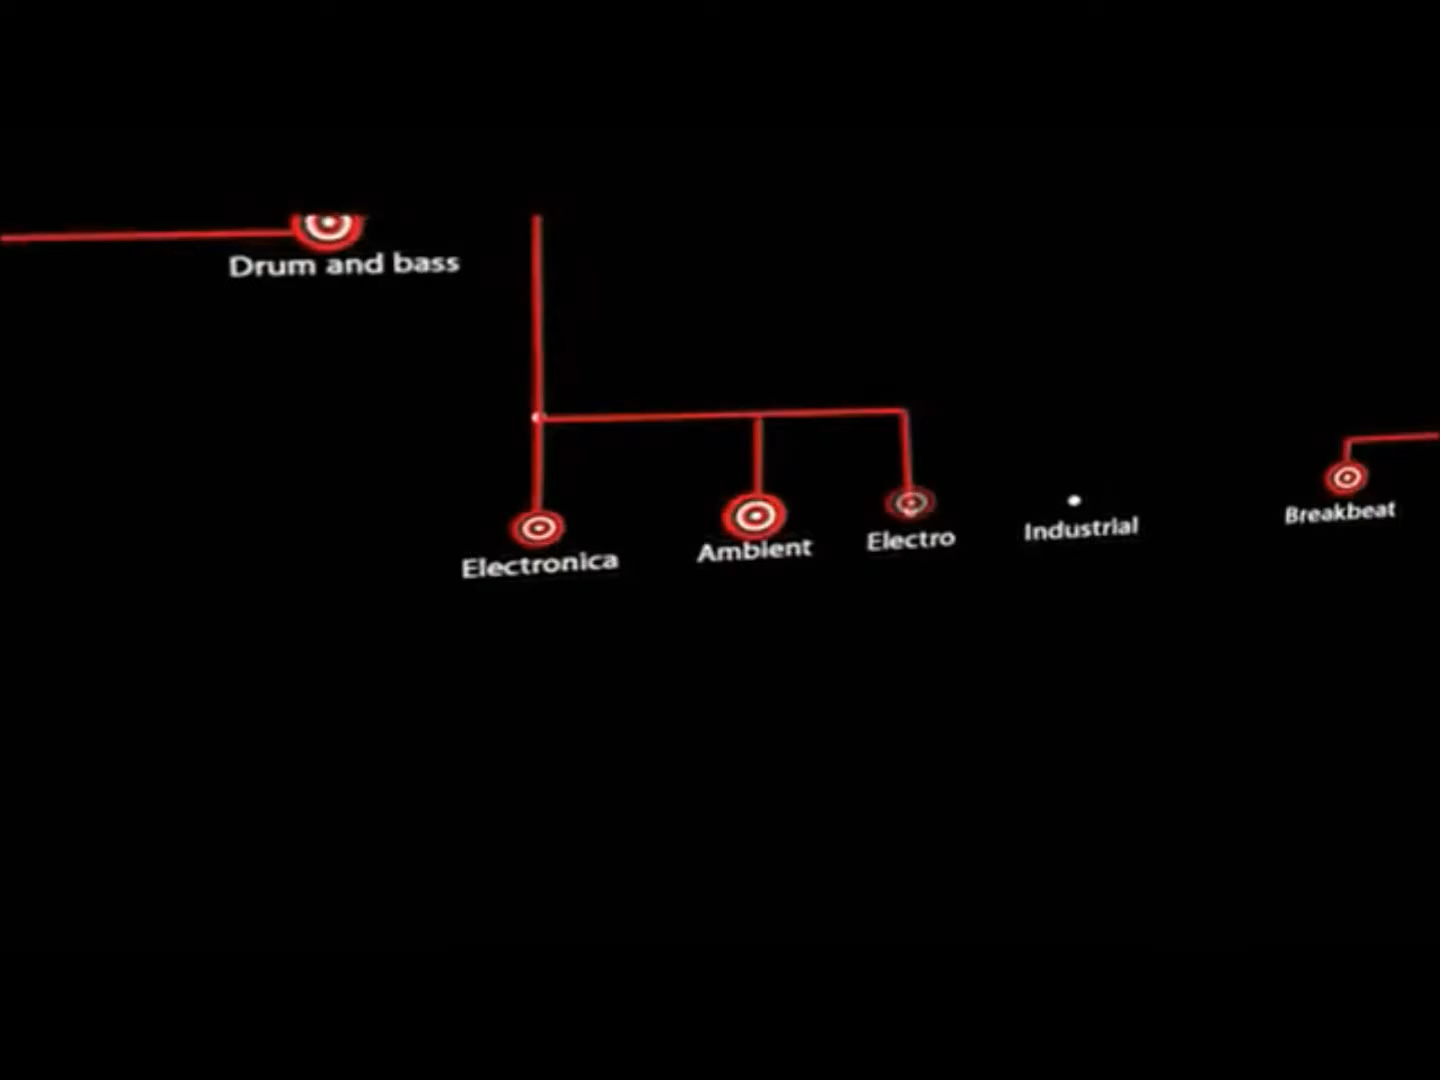 Drum and bass
Electronica
Ambient
Electro
Industrial
Breakbeat